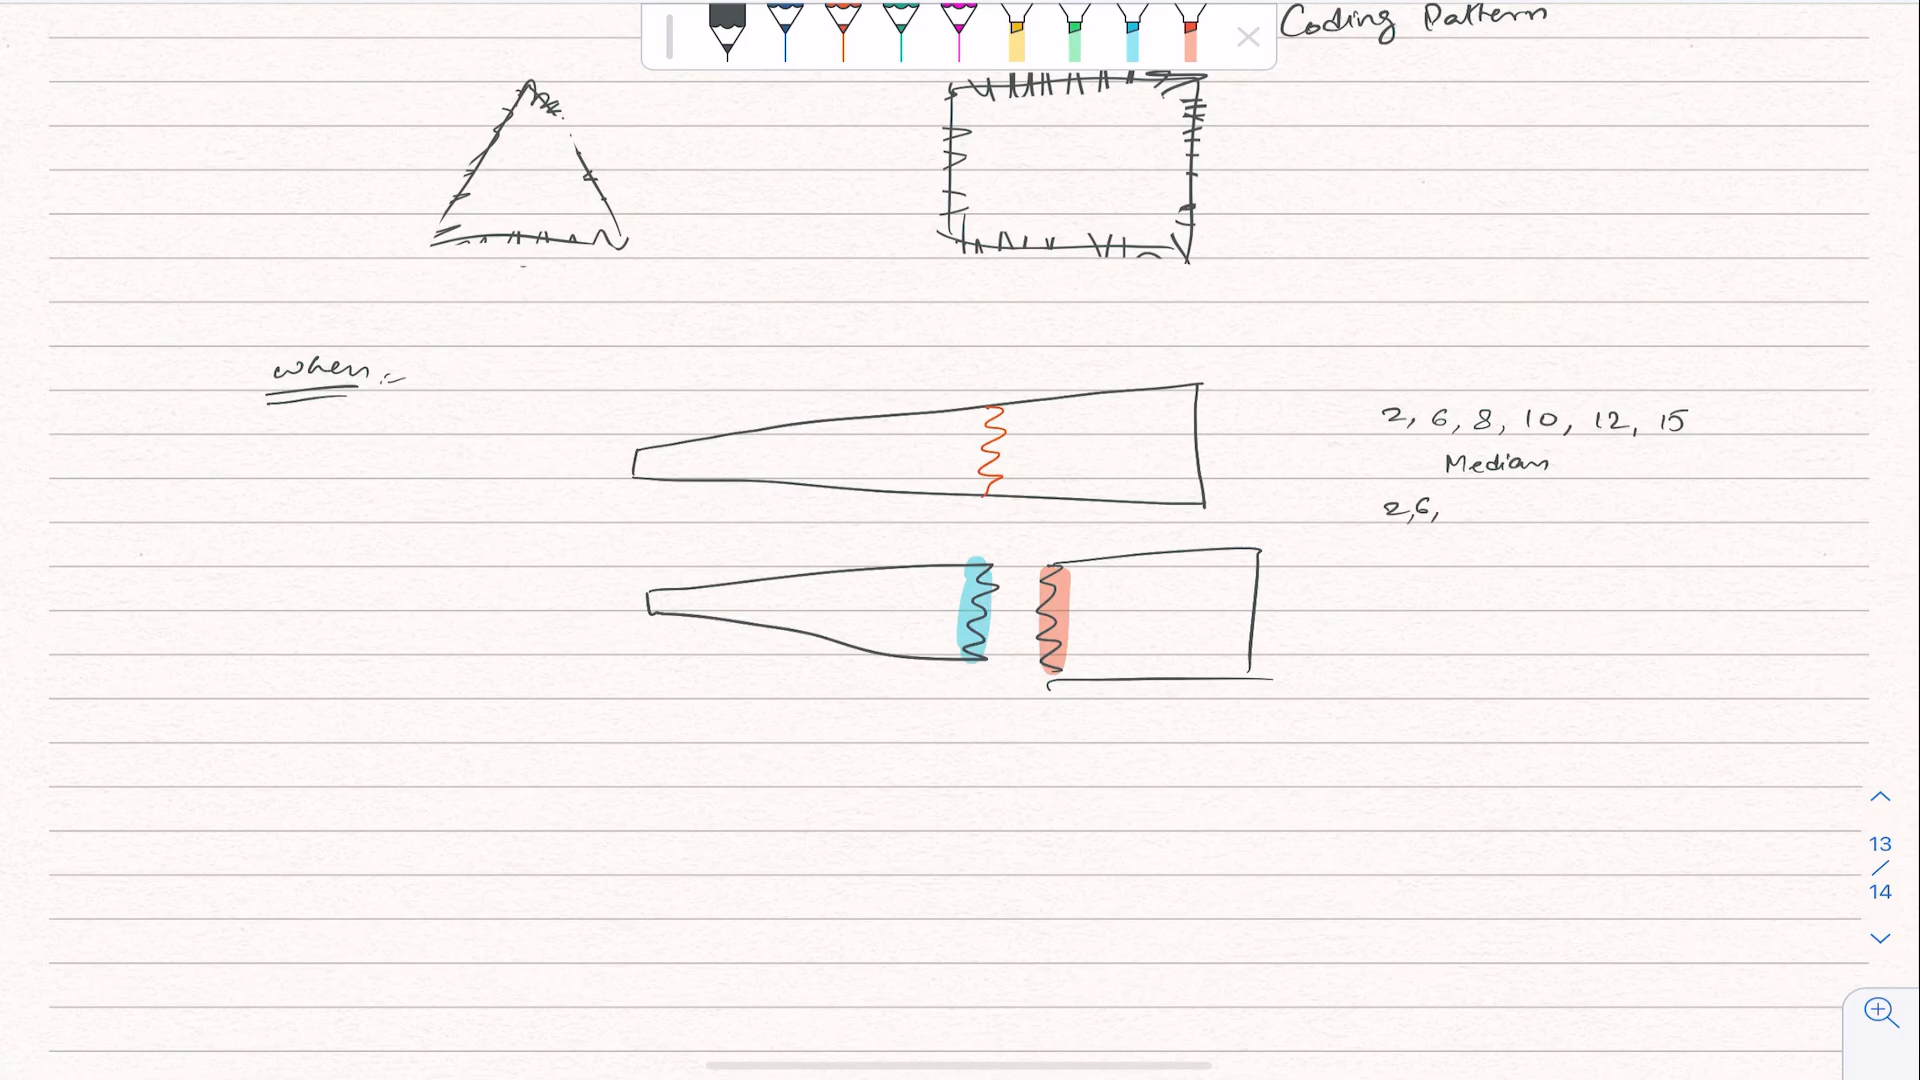 Coding Pattern
when :-
2, 6, 8, 10, 12, 15
Median
2,6,
13
/
14